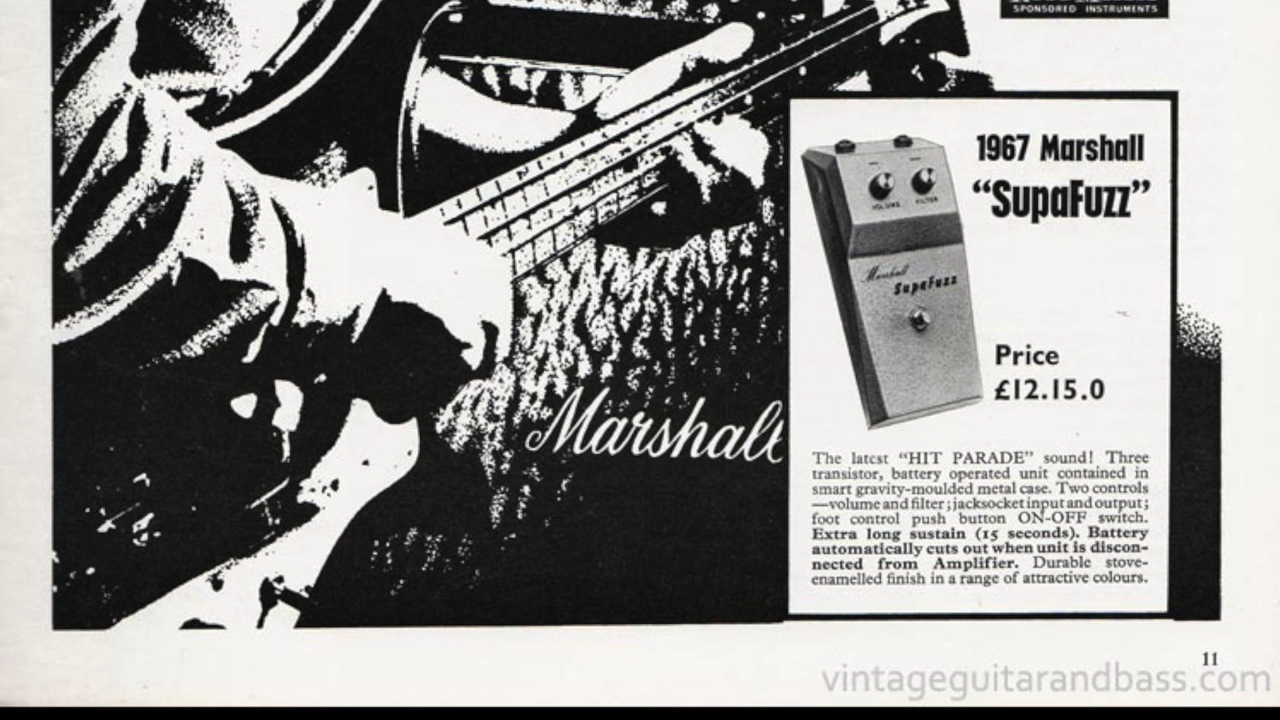 SPONSORED INSTRUMENTS
1967 Marshall
“SupaFuzz”
VOLUME FILTER
Marshall
SupaFuzz
Price
£12.15.0
Marshall
The latest “HIT PARADE” sound! Three
transistor, battery operated unit contained in
smart gravity-moulded metal case. Two controls
—volume and filter; jacksocket input and output;
foot control push button ON-OFF switch.
Extra long sustain (15 seconds). Battery
automatically cuts out when unit is discon-
nected from Amplifier. Durable stove-
enamelled finish in a range of attractive colours.
11
vintageguitarandbass.com